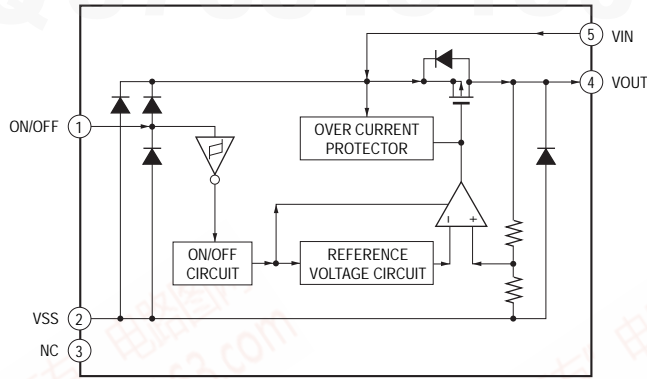 5 VIN
4 VOUT
ON/OFF 1
OVER CURRENT
PROTECTOR
- +
ON/OFF
CIRCUIT
REFERENCE
VOLTAGE CIRCUIT
VSS 2
NC 3